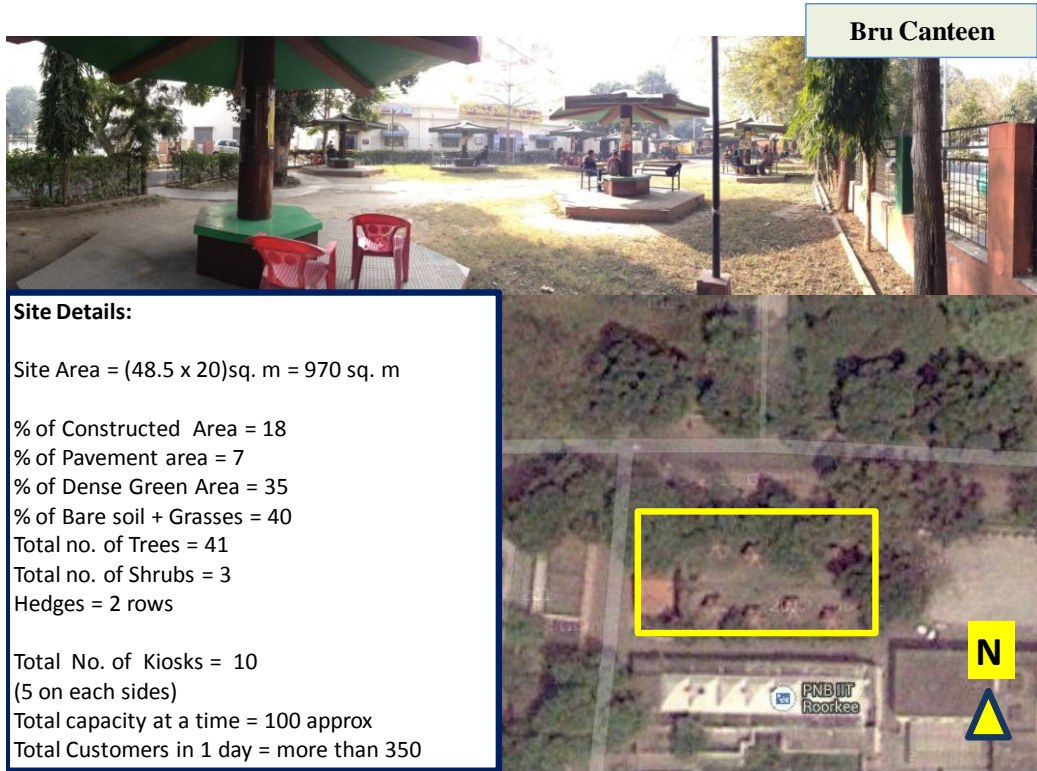 Bru Canteen
Site Details:
Site Area = (48.5 x 20)sq. m = 970 sq. m
% of Constructed  Area = 18
% of Pavement area = 7
% of Dense Green Area = 35
% of Bare soil + Grasses = 40
Total no. of Trees = 41
Total no. of Shrubs = 3
Hedges = 2 rows
Total  No. of Kiosks =  10
(5 on each sides)
Total capacity at a time = 100 approx
Total Customers in 1 day = more than 350
PNB IIT
Roorkee
N